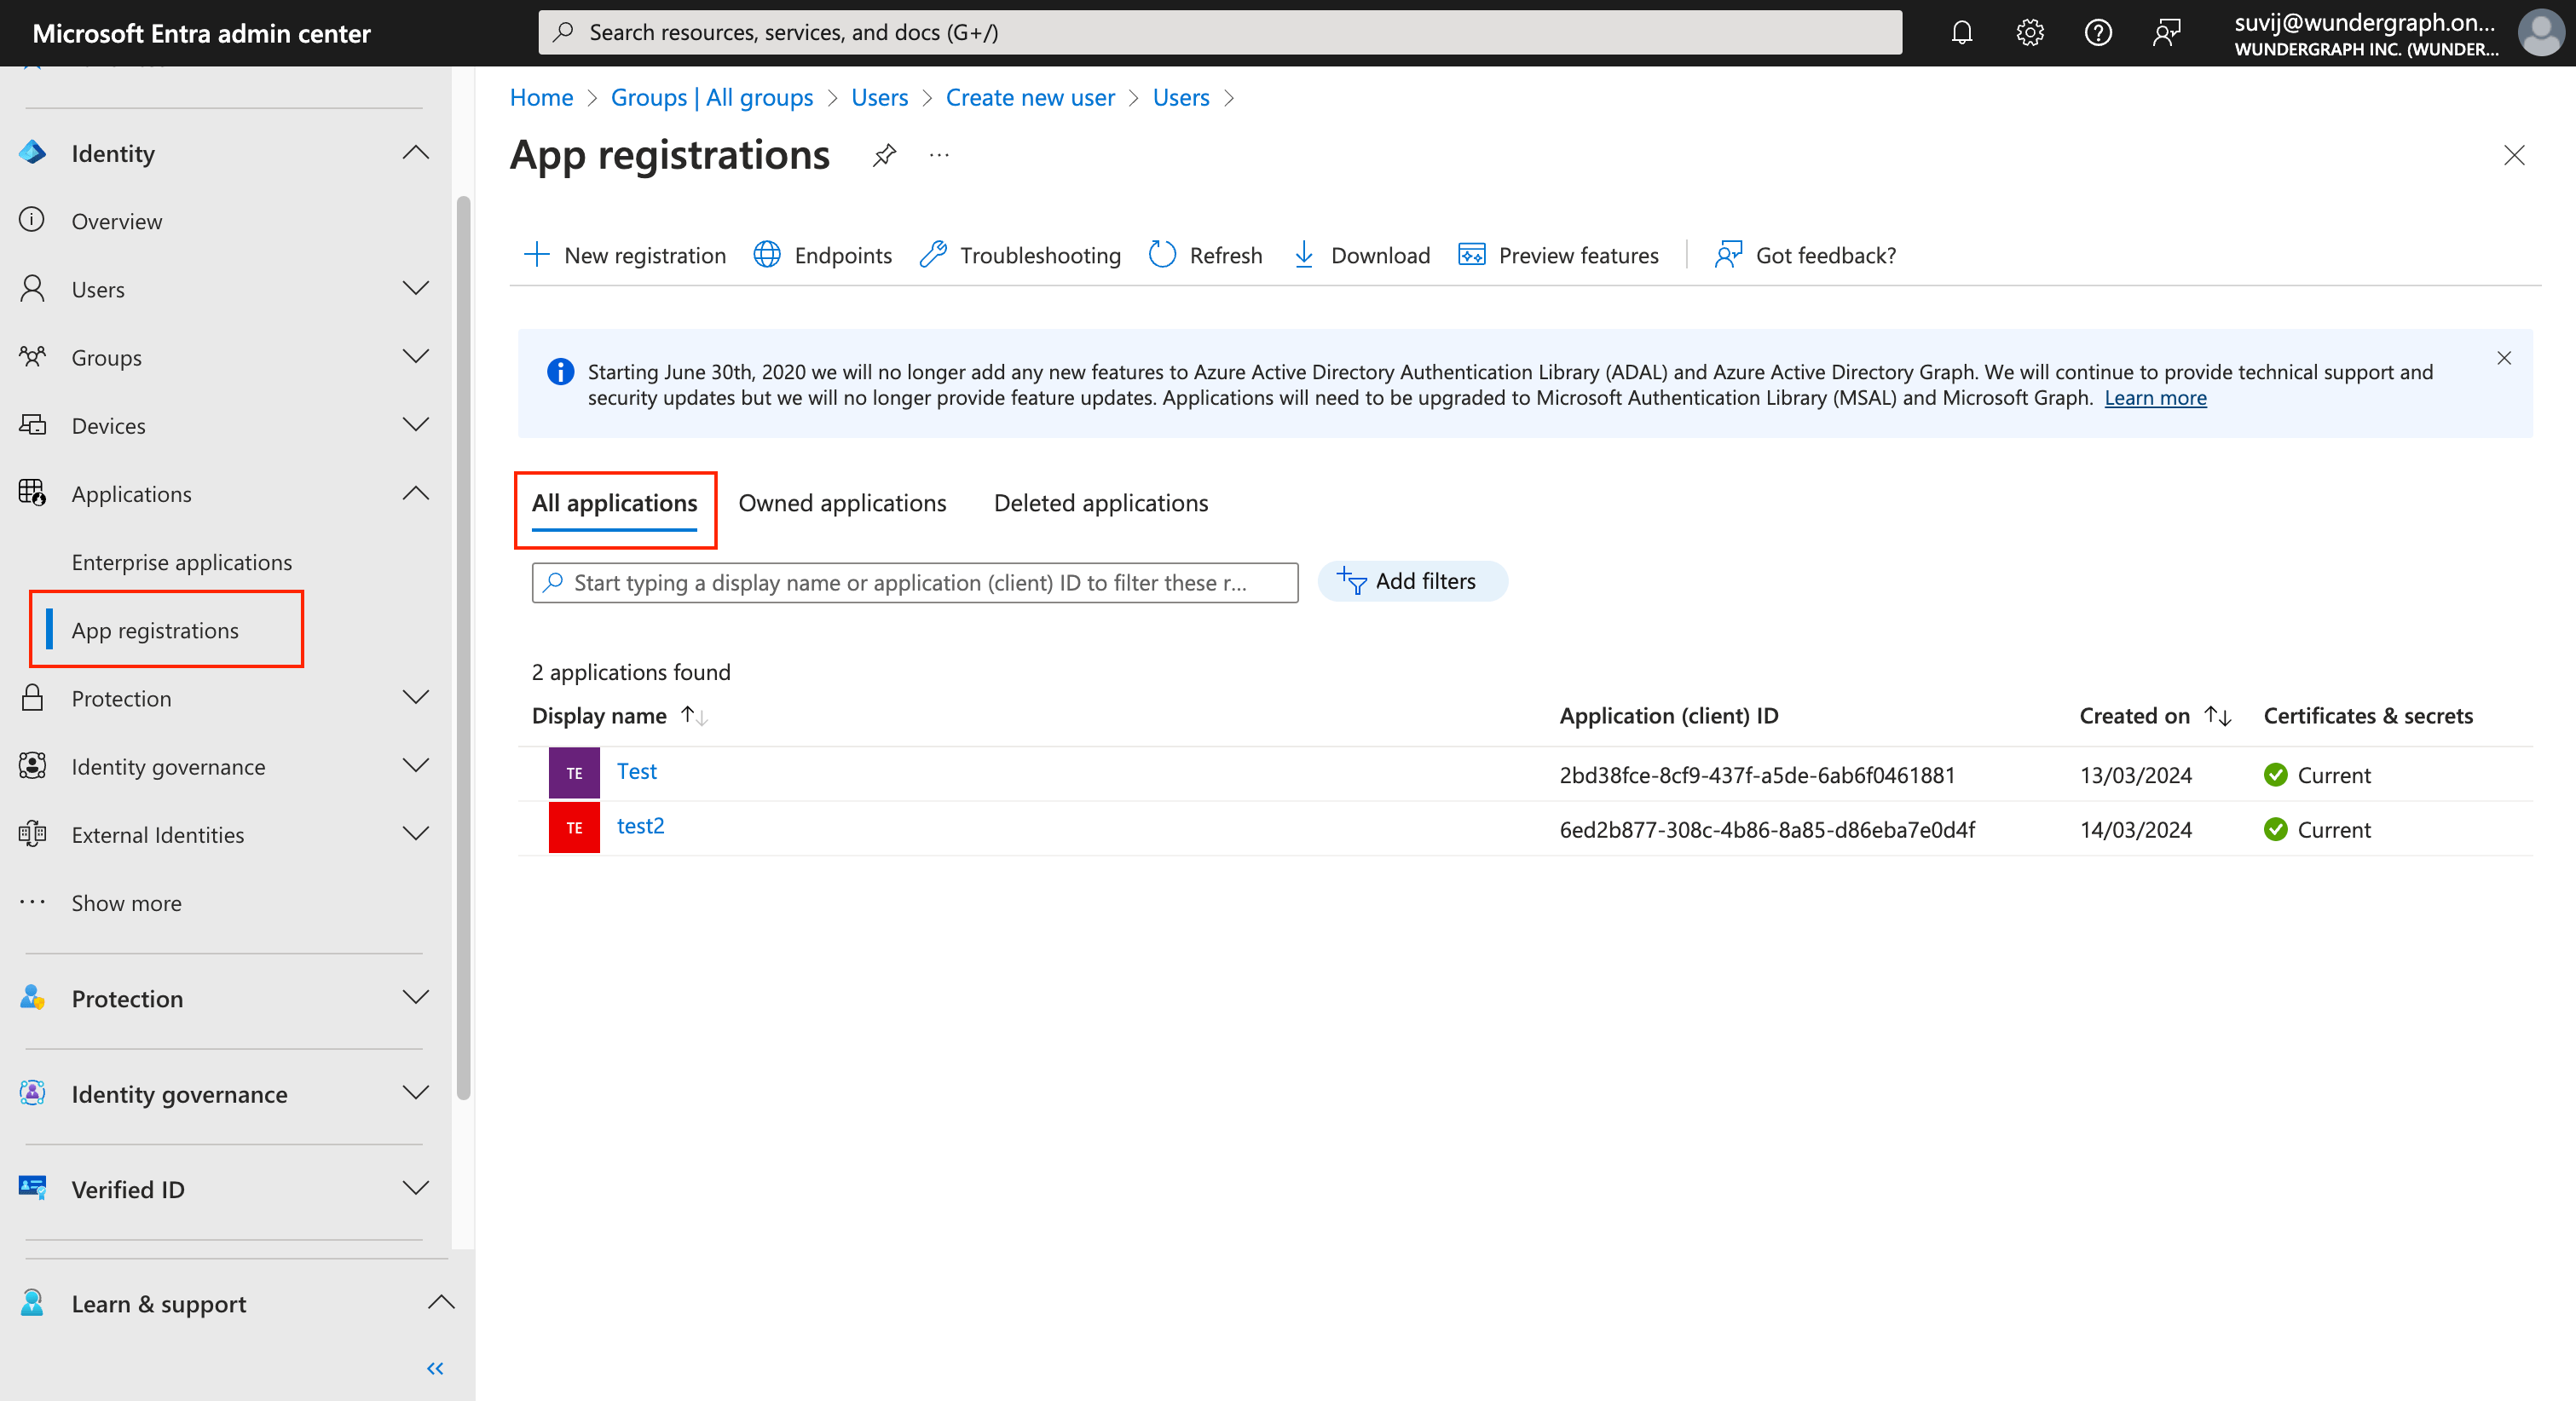 Microsoft Entra admin center
Search resources, services, and docs (G+/)
suvij@wundergraph.on...
WUNDERGRAPH INC. (WUNDER...
Identity
Overview
Users
Groups
Devices
Applications
Enterprise applications
App registrations
Protection
Identity governance
External Identities
Show more
Protection
Identity governance
Verified ID
Learn & support
Home > Groups | All groups > Users > Create new user > Users >
App registrations
New registration
Endpoints
Troubleshooting
Refresh
Download
Preview features
Got feedback?
Starting June 30th, 2020 we will no longer add any new features to Azure Active Directory Authentication Library (ADAL) and Azure Active Directory Graph. We will continue to provide technical support and
security updates but we will no longer provide feature updates. Applications will need to be upgraded to Microsoft Authentication Library (MSAL) and Microsoft Graph. Learn more
All applications
Owned applications
Deleted applications
Start typing a display name or application (client) ID to filter these r...
Add filters
2 applications found
Display name Application (client) ID Created on Certificates & secrets
TE Test 2bd38fce-8cf9-437f-a5de-6ab6f0461881 13/03/2024 Current
TE test2 6ed2b877-308c-4b86-8a85-d86eba7e0d4f 14/03/2024 Current